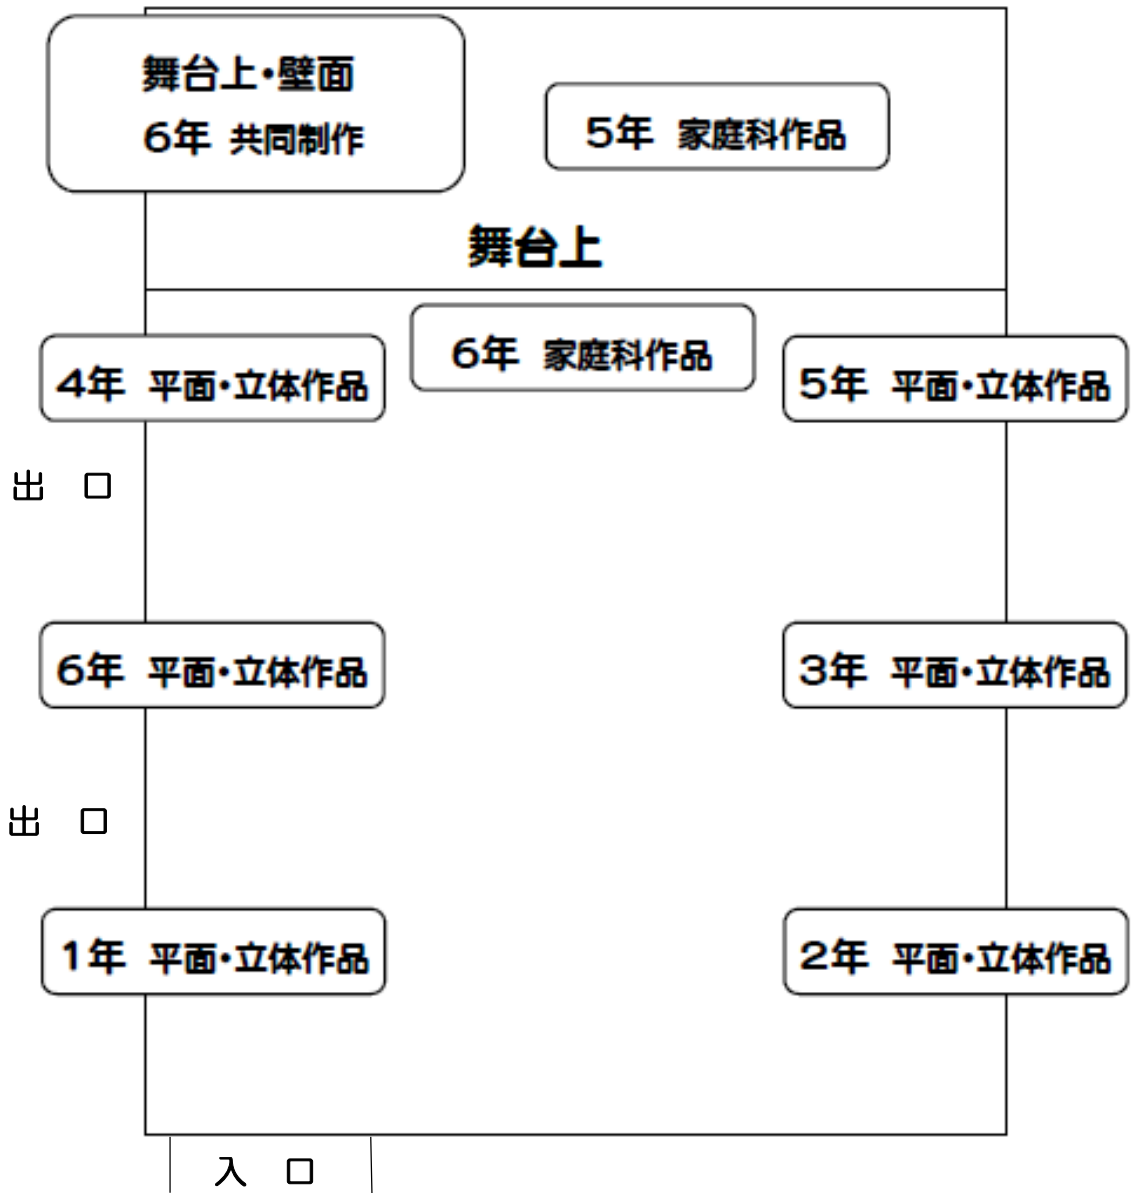 舞台上・壁面
6年 共同制作
5年 家庭科作品
舞台上
6年 家庭科作品
4年 平面・立体作品
5年 平面・立体作品
出 口
6年 平面・立体作品
3年 平面・立体作品
出 口
1年 平面・立体作品
2年 平面・立体作品
入 口